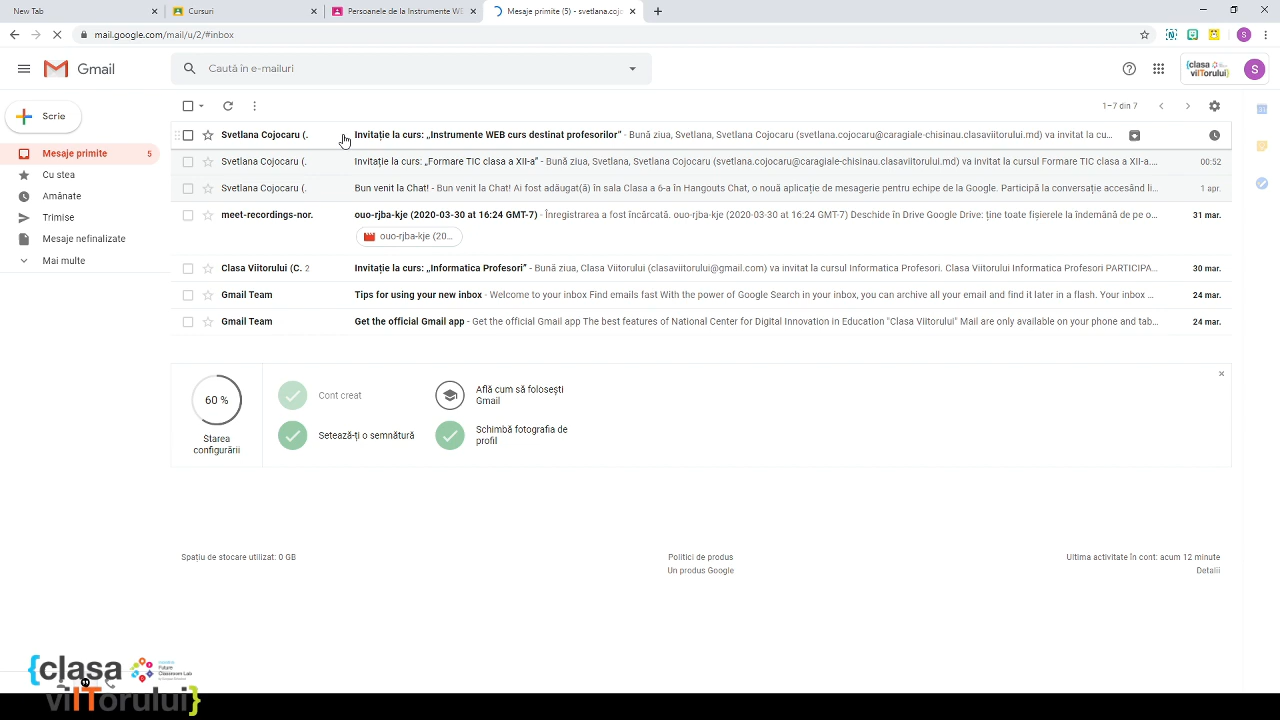 New Tab
Cursuri
Persoanele de la Instrumente WE
Mesaje primite (5) - svetlana.cojo
mail.google.com/mail/u/2/#inbox
S
Gmail
Caută în e-mailuri
{clasa
viITorului}
S
Scrie
1–7 din 7
Mesaje primite 5
Cu stea
Amânate
Trimise
Mesaje nefinalizate
Mai multe
Svetlana Cojocaru (. Invitație la curs: „Instrumente WEB curs destinat profesorilor” - Bună ziua, Svetlana, Svetlana Cojocaru (svetlana.cojocaru@caragiale-chisinau.clasaviitorului.md) va invitat la cu...
Svetlana Cojocaru (. Invitație la curs: „Formare TIC clasa a XII-a” - Bună ziua, Svetlana, Svetlana Cojocaru (svetlana.cojocaru@caragiale-chisinau.clasaviitorului.md) va invitat la cursul Formare TIC clasa a XII-a.... 00:52
Svetlana Cojocaru (. Bun venit la Chat! - Bun venit la Chat! Ai fost adăugat(ă) în sala Clasa a 6-a în Hangouts Chat, o nouă aplicație de mesagerie pentru echipe de la Google. Participă la conversație accesând li... 1 apr.
meet-recordings-nor. ouo-rjba-kje (2020-03-30 at 16:24 GMT-7) - Înregistrarea a fost încărcată. ouo-rjba-kje (2020-03-30 at 16:24 GMT-7) Deschide în Drive Google Drive: ține toate fișierele la îndemână de pe o... 31 mar.
ouo-rjba-kje (20...
Clasa Viitorului (C. 2 Invitație la curs: „Informatica Profesori” - Bună ziua, Clasa Viitorului (clasaviitorului@gmail.com) va invitat la cursul Informatica Profesori. Clasa Viitorului Informatica Profesori PARTICIPA... 30 mar.
Gmail Team Tips for using your new inbox - Welcome to your inbox Find emails fast With the power of Google Search in your inbox, you can archive all your email and find it later in a flash. Your inbox ... 24 mar.
Gmail Team Get the official Gmail app - Get the official Gmail app The best features of National Center for Digital Innovation in Education "Clasa Viitorului" Mail are only available on your phone and tab... 24 mar.
60 %
Starea
configurării
Cont creat
Setează-ți o semnătură
Află cum să folosești
Gmail
Schimbă fotografia de
profil
Spațiu de stocare utilizat: 0 GB
Politici de produs
Un produs Google
Ultima activitate în cont: acum 12 minute
Detalii
{clasa
viITorului}
Future
Classroom Lab